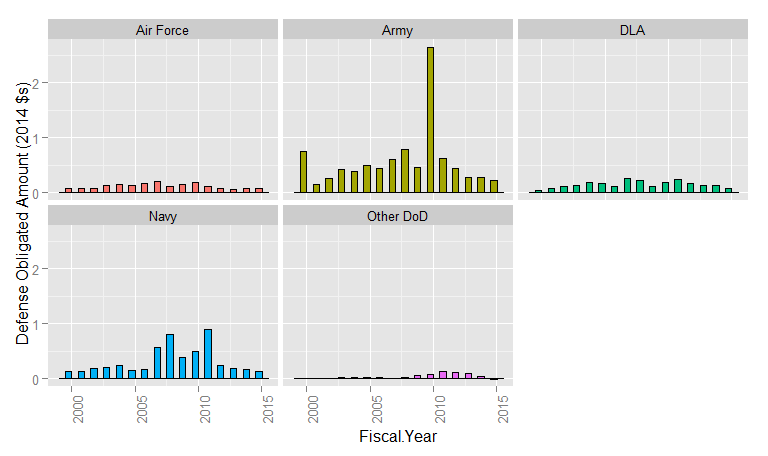 Air Force
Army
DLA
2
1
0
Navy
Other DoD
2
1
0
Defense Obligated Amount (2014 $s)
2000
2005
2010
2015
2000
2005
2010
2015
Fiscal.Year